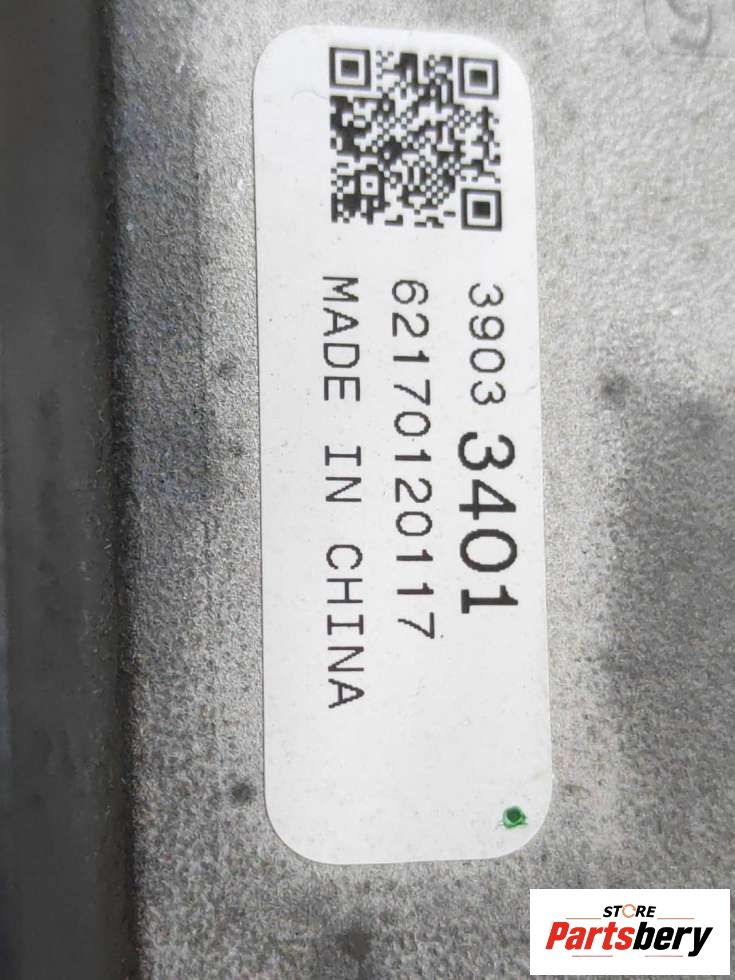 3903 3401
62170120117
MADE IN CHINA
STORE
Partsbery